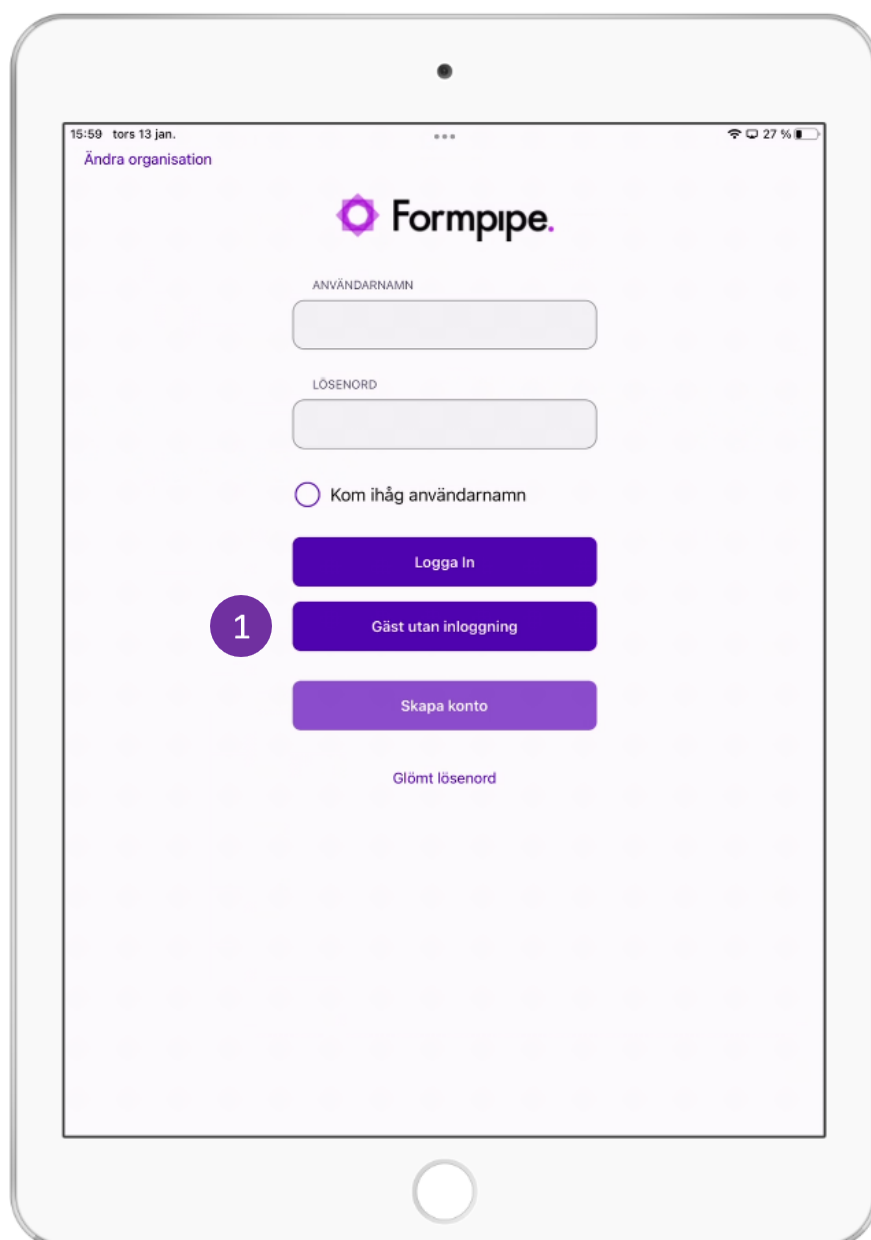 15:59 tors 13 jan. 27 %
Ändra organisation
Formpipe.
ANVÄNDARNAMN
LÖSENORD
Kom ihåg användarnamn
Logga In
1
Gäst utan inloggning
Skapa konto
Glömt lösenord